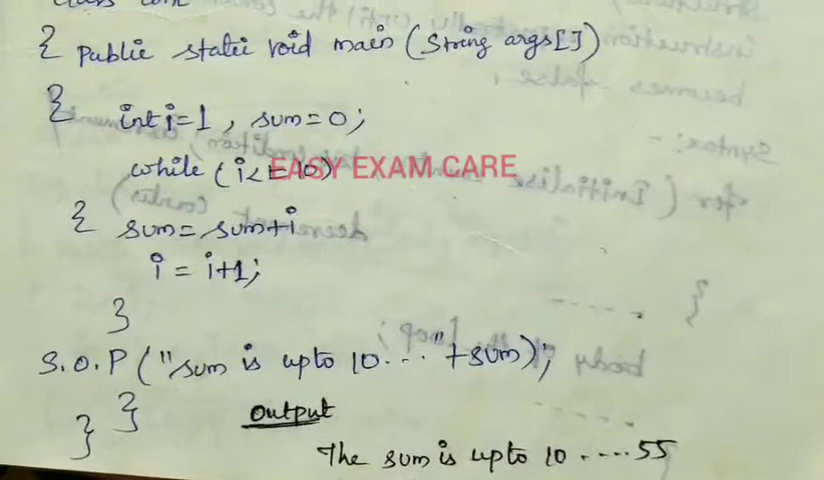 { public static void main (String args[])
{ int i=1, sum=0;
while (i<=10)
EASY EXAM CARE
{ sum=sum+i
i = i+1;
}
S.O.P ("sum is upto 10...."+sum);
}
}
Output
The sum is upto 10 .....55